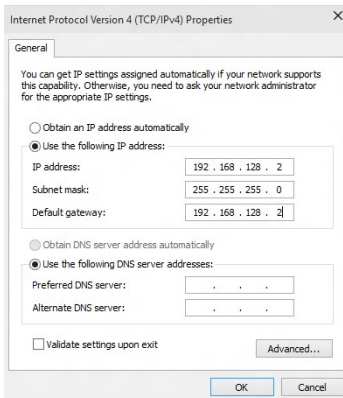 Internet Protocol Version 4 (TCP/IPv4) Properties
General
You can get IP settings assigned automatically if your network supports
this capability. Otherwise, you need to ask your network administrator
for the appropriate IP settings.
Obtain an IP address automatically
Use the following IP address:
IP address: 192 . 168 . 128 . 2
Subnet mask: 255 . 255 . 255 . 0
Default gateway: 192 . 168 . 128 . 2
Obtain DNS server address automatically
Use the following DNS server addresses:
Preferred DNS server: . . .
Alternate DNS server: . . .
Validate settings upon exit
Advanced...
OK Cancel